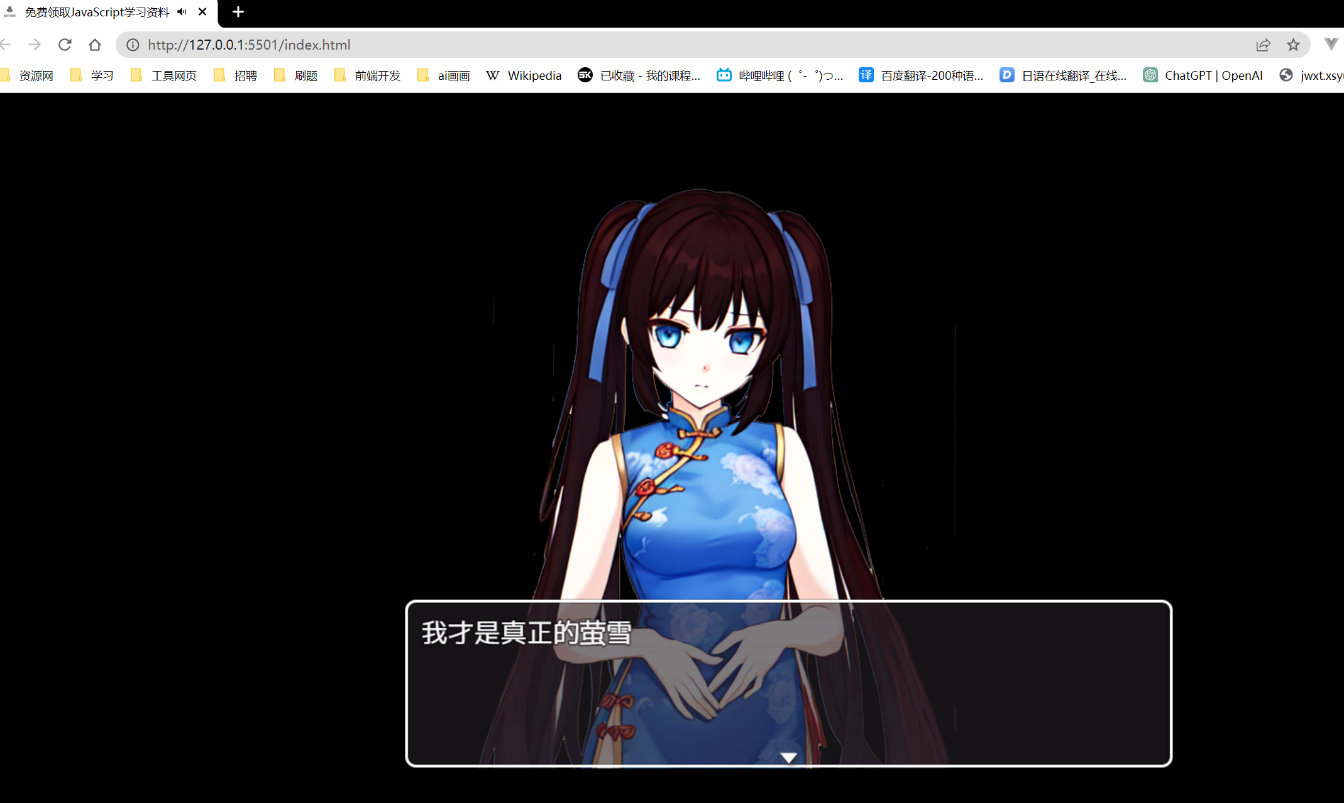 免费领取JavaScript学习资料
http://127.0.0.1:5501/index.html
资源网 学习 工具网页 招聘 刷题 前端开发 ai画画 W Wikipedia SK 已收藏 - 我的课程... 哔哩哔哩 ( ゜- ゜)つ... 译 百度翻译-200种语... D 日语在线翻译_在线... ChatGPT | OpenAI jwxt.xsy
我才是真正的萤雪